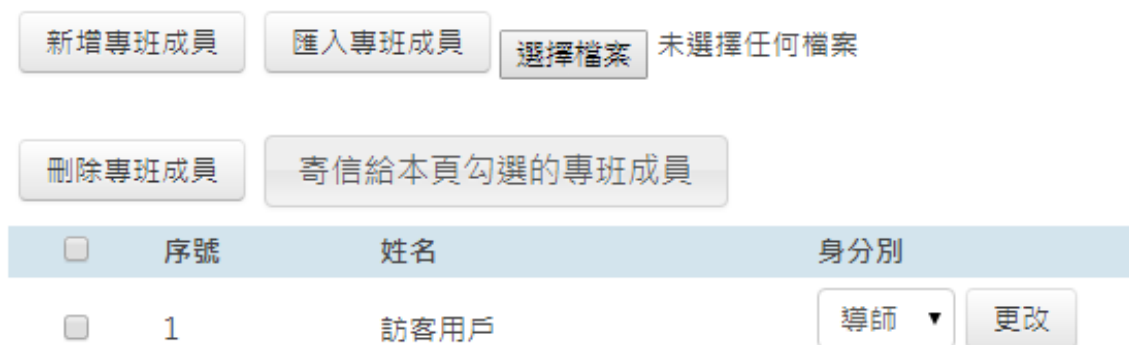 新增專班成員 匯入專班成員 選擇檔案 未選擇任何檔案
刪除專班成員 寄信給本頁勾選的專班成員
序號 姓名 身分別
1 訪客用戶 導師 更改